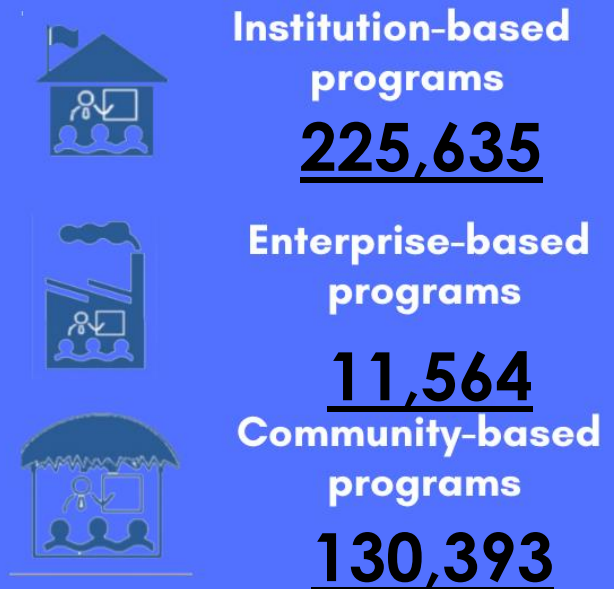 Institution-based
programs
225,635
Enterprise-based
programs
11,564
Community-based
programs
130,393